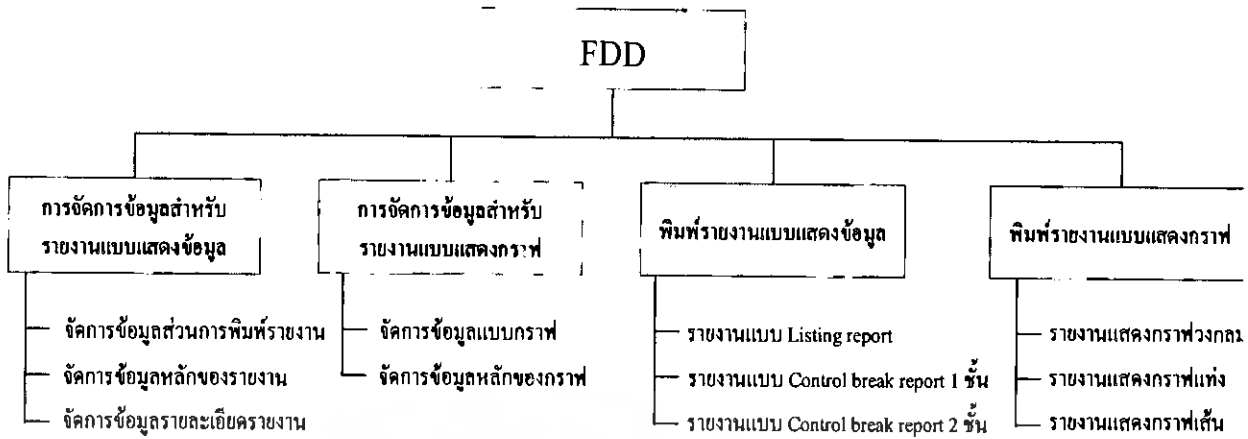 FDD
การจัดการข้อมูลสำหรับ
รายงานแบบแสดงข้อมูล
การจัดการข้อมูลสำหรับ
รายงานแบบแสดงกราฟ
พิมพ์รายงานแบบแสดงข้อมูล
พิมพ์รายงานแบบแสดงกราฟ
จัดการข้อมูลส่วนการพิมพ์รายงาน
จัดการข้อมูลหลักของรายงาน
จัดการข้อมูลรายละเอียดรายงาน
จัดการข้อมูลแบบกราฟ
จัดการข้อมูลหลักของกราฟ
รายงานแบบ Listing report
รายงานแบบ Control break report 1 ชั้น
รายงานแบบ Control break report 2 ชั้น
รายงานแสดงกราฟวงกลม
รายงานแสดงกราฟแท่ง
รายงานแสดงกราฟเส้น